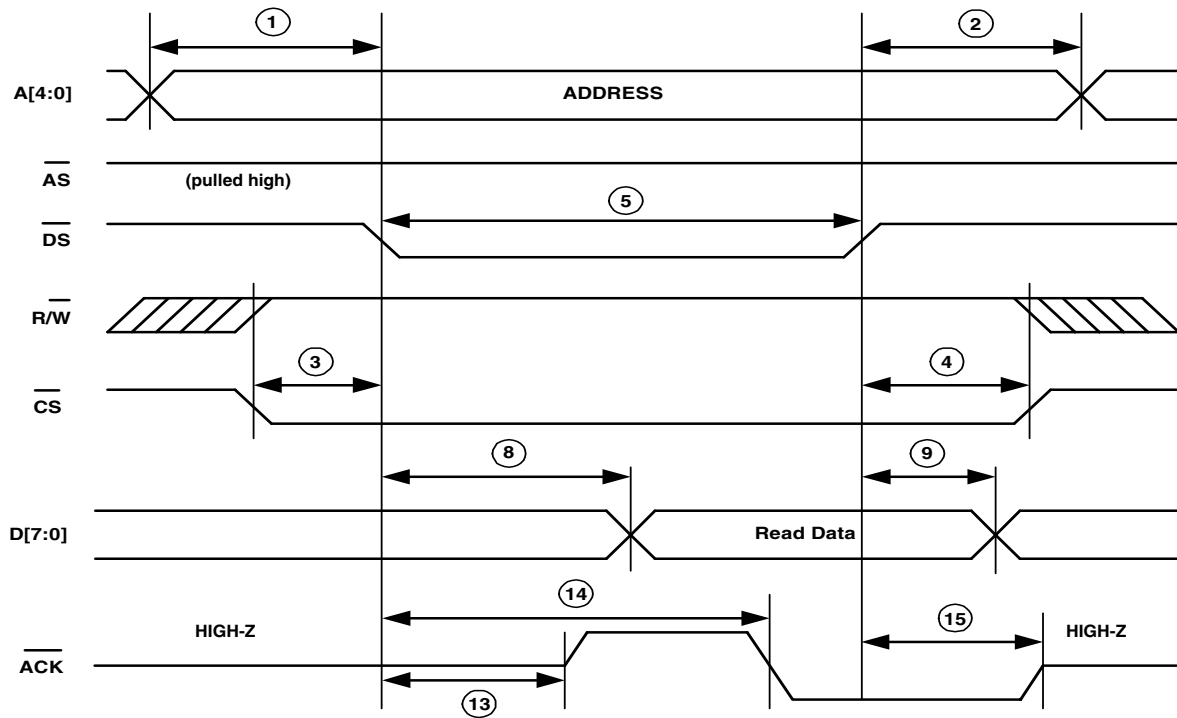 1
2
A[4:0]
ADDRESS
AS
(pulled high)
5
DS
R/W
3
4
CS
8
9
D[7:0]
Read Data
14
HIGH-Z
15
HIGH-Z
ACK
13